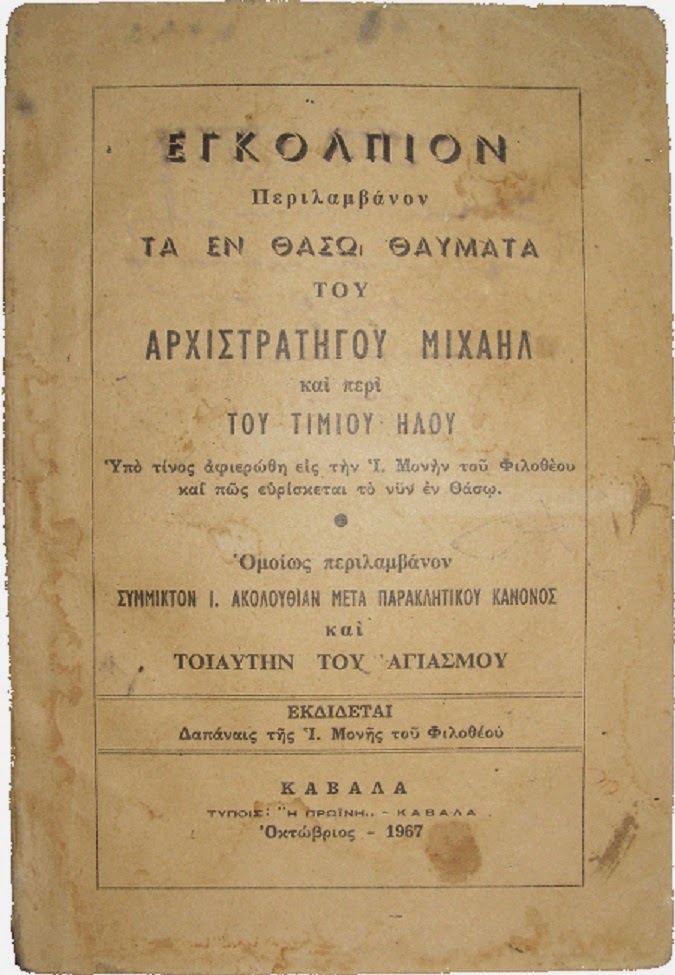 ΕΓΚΟΛΠΙΟΝ
Περιλαμβάνον
ΤΑ ΕΝ ΘΑΣΩι ΘΑΥΜΑΤΑ
ΤΟΥ
ΑΡΧΙΣΤΡΑΤΗΓΟΥ ΜΙΧΑΗΛ
καὶ περὶ
ΤΟΥ ΤΙΜΙΟΥ ΗΛΟΥ
Ὑπὸ τίνος ἀφιερώθη εἰς τὴν Ἱ. Μονὴν τοῦ Φιλοθέου
καὶ πῶς εὑρίσκεται τὸ νῦν ἐν Θάσῳ.
Ὁμοίως περιλαμβάνον
ΣΥΜΜΙΚΤΟΝ Ι. ΑΚΟΛΟΥΘΙΑΝ ΜΕΤΑ ΠΑΡΑΚΛΗΤΙΚΟΥ ΚΑΝΟΝΟΣ
καὶ
ΤΟΙΑΥΤΗΝ ΤΟΥ ἉΓΙΑΣΜΟΥ
ΕΚΔΙΔΕΤΑΙ
Δαπάναις τῆς Ἱ. Μονῆς τοῦ Φιλοθέου
ΚΑΒΑΛΑ
ΤΥΠΟΙΣ: "Η ΠΡΩΪΝΗ,, - ΚΑΒΑΛΑ
Ὀκτώβριος - 1967